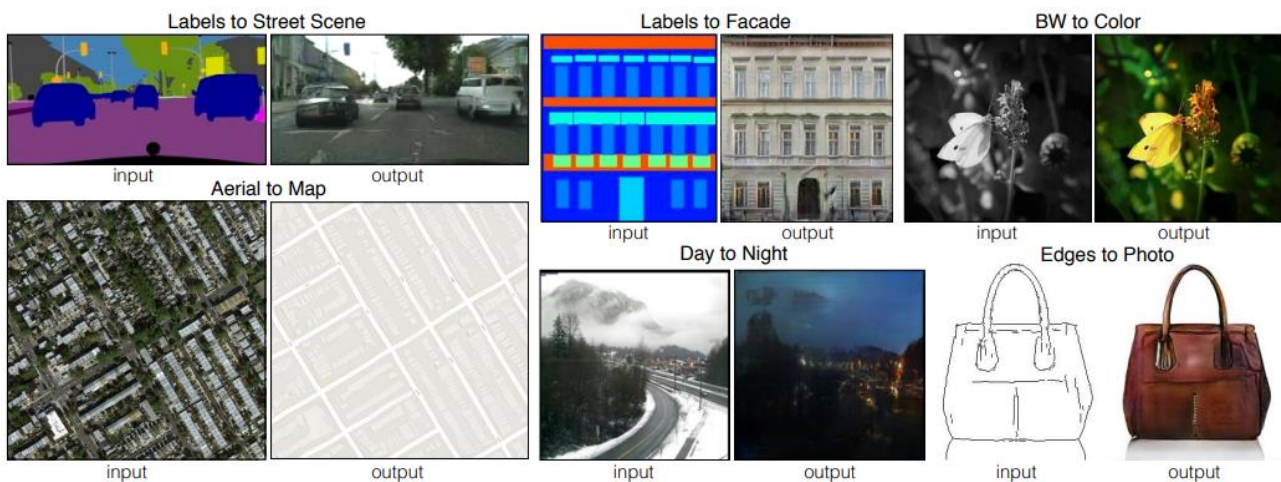 Labels to Street Scene
input
output
Aerial to Map
input
output
Labels to Facade
input
output
BW to Color
input
output
Day to Night
input
output
Edges to Photo
input
output